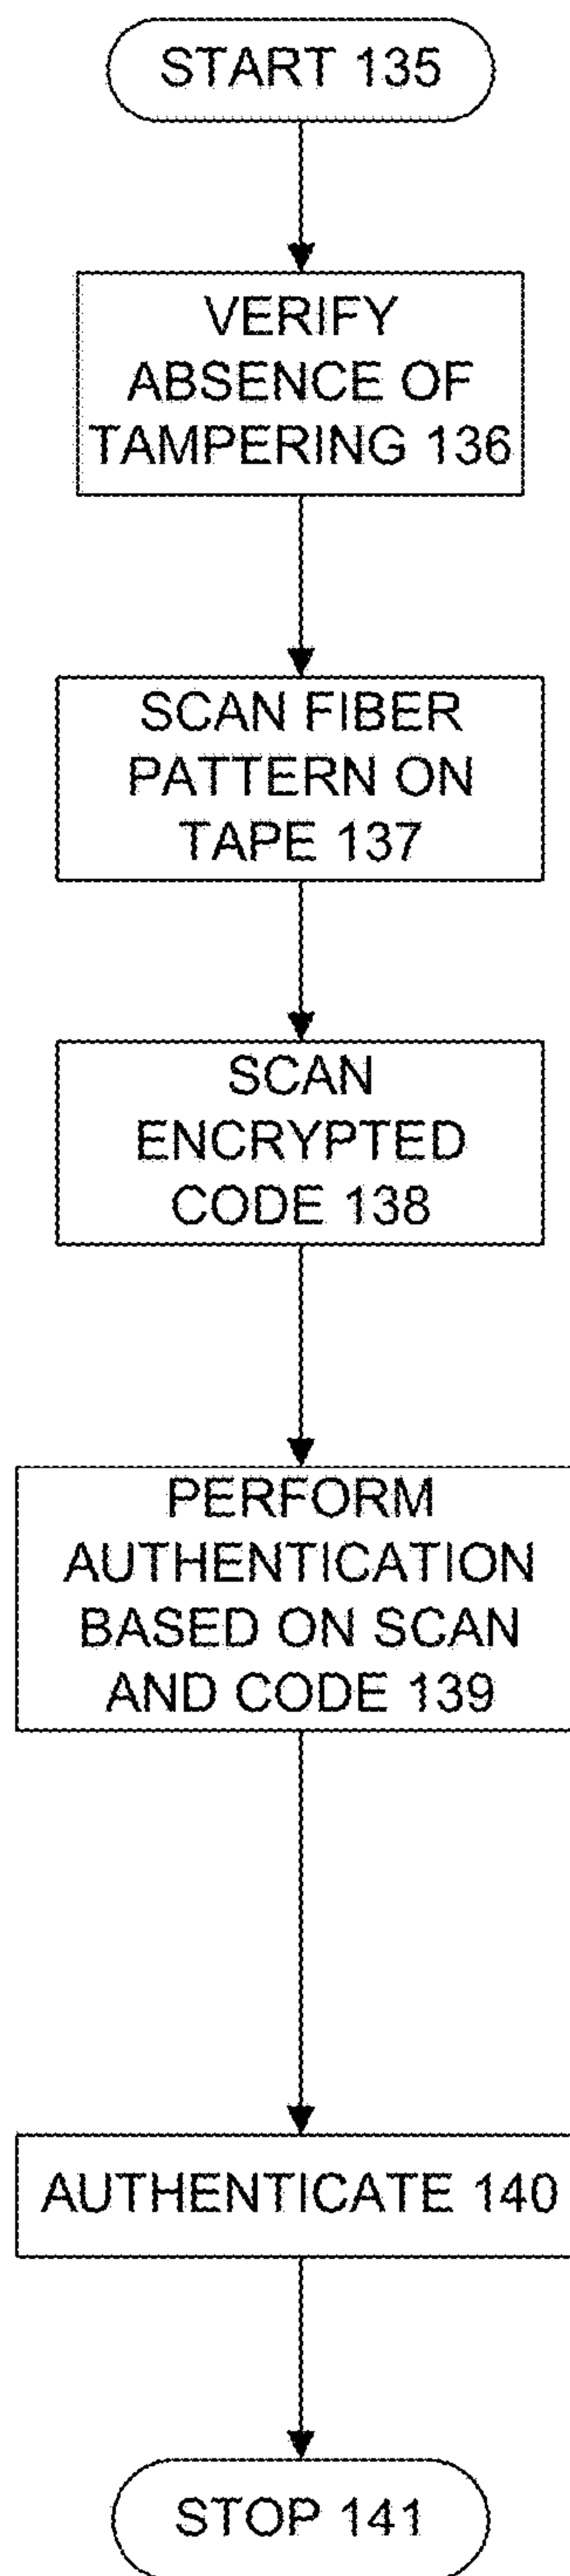 START 135
VERIFY
ABSENCE OF
TAMPERING 136
SCAN FIBER
PATTERN ON
TAPE 137
SCAN
ENCRYPTED
CODE 138
PERFORM
AUTHENTICATION
BASED ON SCAN
AND CODE 139
AUTHENTICATE 140
STOP 141